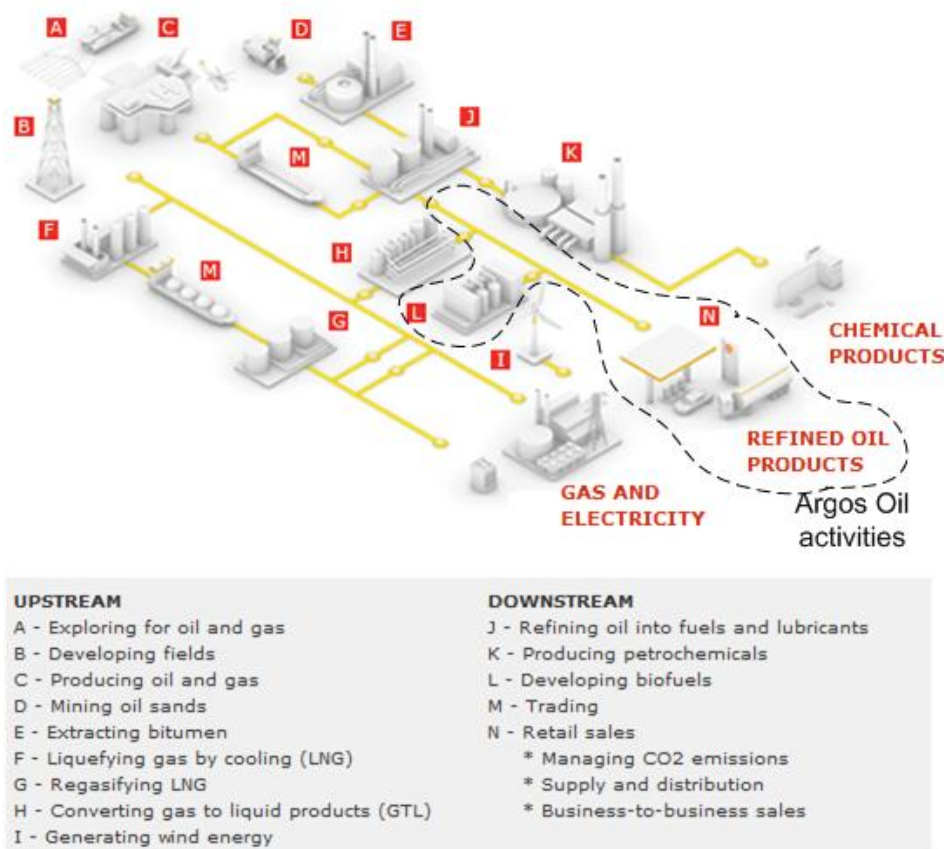 A
C
D
E
B
J
M
K
F
H
M
G
L
N
I
CHEMICAL
PRODUCTS
REFINED OIL
PRODUCTS
GAS AND
ELECTRICITY
Argos Oil
activities
UPSTREAM
A - Exploring for oil and gas
B - Developing fields
C - Producing oil and gas
D - Mining oil sands
E - Extracting bitumen
F - Liquefying gas by cooling (LNG)
G - Regasifying LNG
H - Converting gas to liquid products (GTL)
I - Generating wind energy
DOWNSTREAM
J - Refining oil into fuels and lubricants
K - Producing petrochemicals
L - Developing biofuels
M - Trading
N - Retail sales
* Managing CO2 emissions
* Supply and distribution
* Business-to-business sales